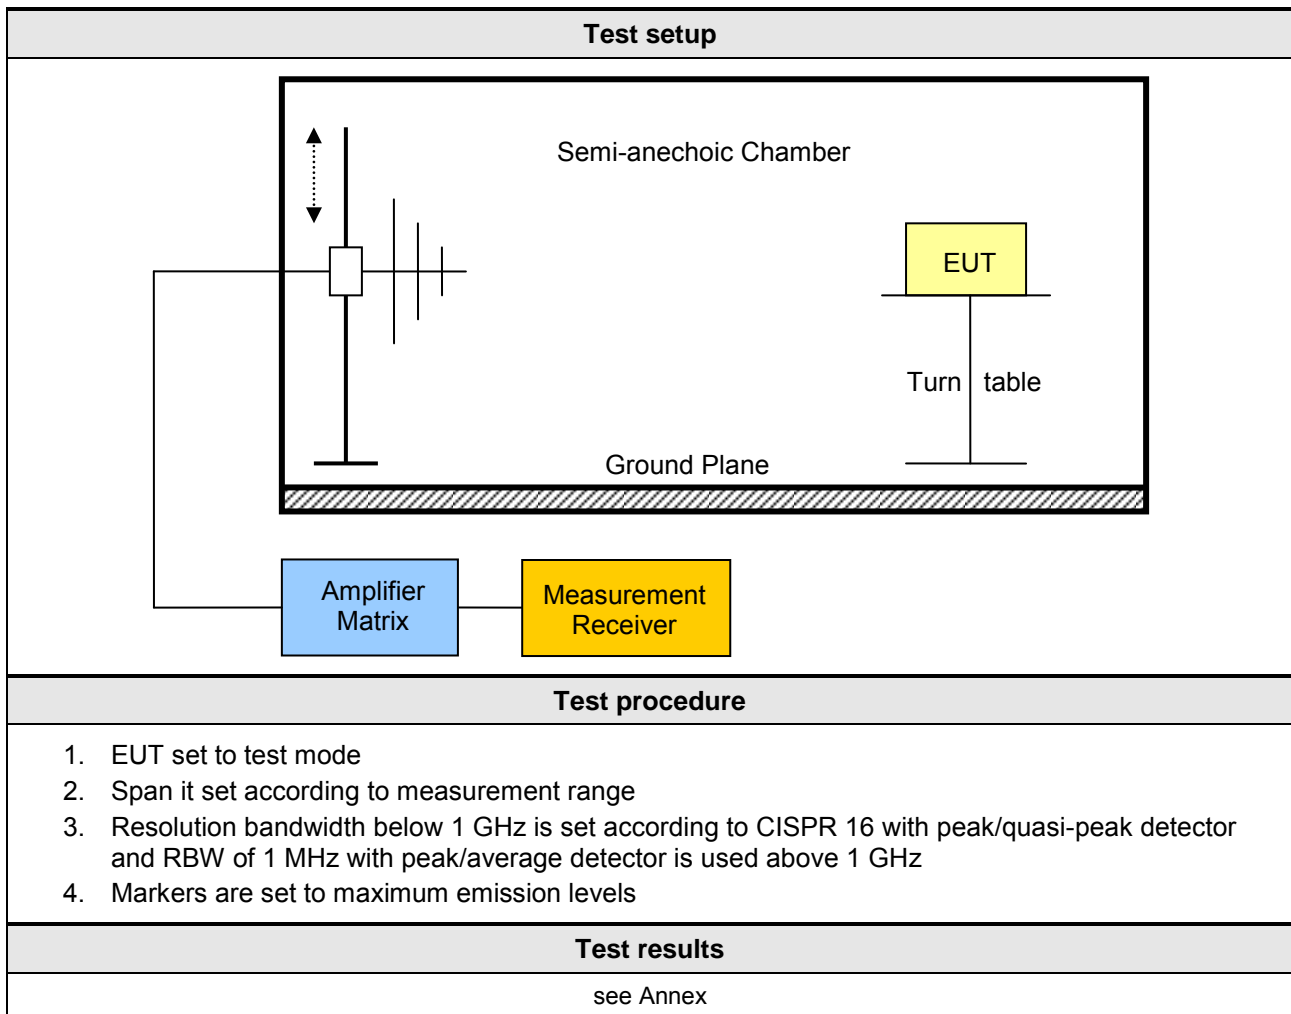 Test setup
Semi-anechoic Chamber
EUT
Turn table
Ground Plane
Amplifier
Matrix
Measurement
Receiver
Test procedure
1. EUT set to test mode
2. Span it set according to measurement range
3. Resolution bandwidth below 1 GHz is set according to CISPR 16 with peak/quasi-peak detector
and RBW of 1 MHz with peak/average detector is used above 1 GHz
4. Markers are set to maximum emission levels
Test results
see Annex